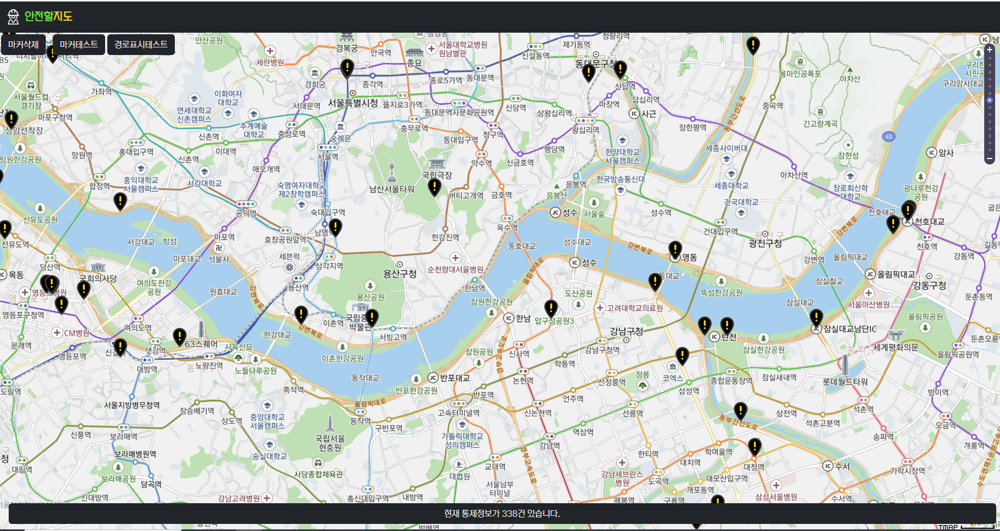 안전할지도
마커삭제
마커테스트
경로표시테스트
안산공원
경복궁
안국역
종묘
서울대학교병원
원남별관
제기동역
청량리역
신설동역
세란병원
경희궁
종각역
종로5가역
동대문역
동대문구청
신답역
답십리역
용마인공폭포
아차산
구리암사대교
가좌역
이화여자
대학교
연세대학교
신촌캠퍼스
추계예술
대학교
서대문역
서울특별시청
을지로3가역
동대문역사문화공원역
신당역
상왕십리역
마장역
사근
중곡역
긴고랑계곡
서울월드컵
경기장
마포구청역
상암선착장
신촌역
충정로역
숭례문
충무로역
동대입구역
청구역
왕십리역
장한평역
동부간선도로
43
망원한강공원
망원역
홍대입구역
신촌역
이대역
서울역
약수역
신금호역
행당역
한양대학교
서울캠퍼스
세종사이버대
장한성
암사
애오개역
홍익대학교
서울캠퍼스
서강대학교
숙명여자대학교
제2창학캠퍼스
남산서울타워
국립극장
버티고개역
금호역
응봉산
응봉역
한국방송통신대
세종대학교
아차산역
장로회신학
대학교
광나루한강
공원
합정역
공덕역
숙대입구역
옥수역
성수
서울숲
성수역
건국대학교
천호대교
천호대교
선유도공원
선유도역
서강대교
밤섬
마포역
효창공원앞역
남영역
한강진역
동호대교
성수대교
강변북로
건대입구역
광진구청
강변북로
천호역
강동역
당산역
마포대교
석불사
세브란럭
삼각지역
순천향대서울병원
용산구청
성수
영동
강변역
올림픽대교
올림픽대교
강동구청
목동
국회의사당
여의도한강
공원
원효대교
강변북로
용산역
용산공원
한남역
올림픽대로
도산공원
뚝섬한강공원
잠실철교
잠실대교
둔촌동역
서울아산병원
영등포구청역
여의도역
한강대교
이촌역
강변북로
서빙고역
잠원한강공원
한남
압구정공원3
고려대학교의료원
강남구청
탄천
잠실대교남단IC
올림픽공원
CM병원
문래역
영등포역
샛강역
63스퀘어
사육신묘
대방역
노량진역
노들나루공원
이촌한강공원
잠원공원
신사역
경부고속도로
학동역
강남구청역
잠실한강공원
세계평화의문
올림픽공원역
도림역
흑석역
동작대교
반포한강공원
반포대교
반포역
논현역
선정릉역
정릉
코엑스
삼성역
종합운동장역
잠실새내역
롯데월드타워
방이역
서울지방병무청역
장승배기역
상도역
중앙대학교
서울캠퍼스
올림픽대로
동작역
구반포역
고속터미널역
신논현역
언주역
선릉역
동부간선도로
삼전역
석촌고분역
석촌역
오금역
신풍역
보라매역
국립서울
현충원
가톨릭대학교
성의캠퍼스
강남역
역삼역
송파역
개롱역
보라매병원역
숭실대학교
경부고속도로
한티역
학여울역
대치역
대청역
수서
가락시장역
대림역
보라매공원
당곡역
사당종합체육관
대법원
교대역
강남세브란스
병원
도곡역
대모산입구역
서울남부
터미널
개포동역
신대방역
강남고려병원
총신대입구역
내방역
매봉역
구룡역
삼성서울병원
수서역
현재 통제정보가 338건 있습니다.
TMAP